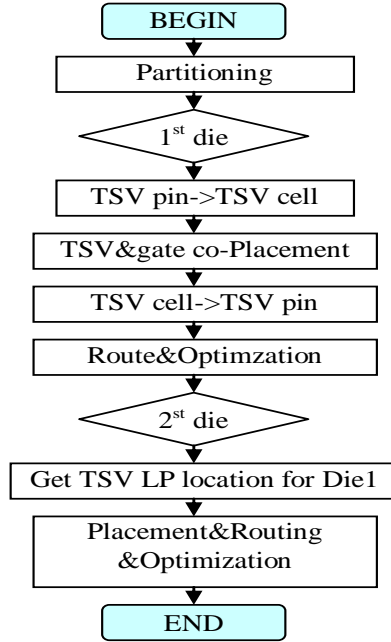 BEGIN
Partitioning
1st die
TSV pin->TSV cell
TSV&gate co-Placement
TSV cell->TSV pin
Route&Optimzation
2st die
Get TSV LP location for Die1
Placement&Routing
&Optimization
END